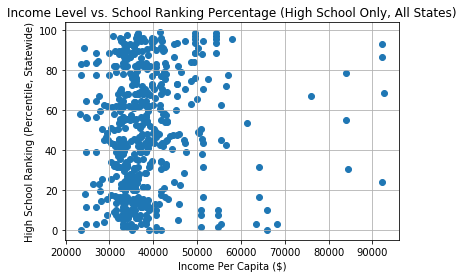 Income Level vs. School Ranking Percentage (High School Only, All States)
High School Ranking (Percentile, Statewide)
100
80
60
40
20
0
20000 30000 40000 50000 60000 70000 80000 90000
Income Per Capita ($)